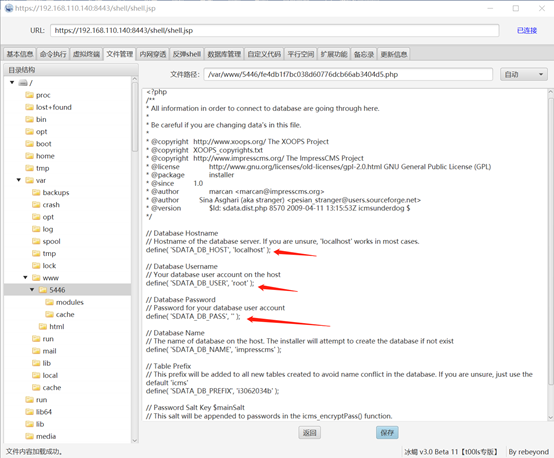 https://192.168.110.140:8443/shell/shell.jsp
URL: https://192.168.110.140:8443/shell/shell.jsp 已连接
基本信息 命令执行 虚拟终端 文件管理 内网穿透 反弹shell 数据库管理 自定义代码 平行空间 扩展功能 备忘录 更新信息
目录结构
文件路径: /var/www/5446/fe4db1f7bc038d60776dcb66ab3404d5.php 自动
/
proc
lost+found
bin
opt
boot
home
tmp
var
backups
crash
opt
log
spool
tmp
lock
www
5446
modules
cache
html
run
mail
lib
local
cache
run
lib64
lib
media
<?php
/**
* All information in order to connect to database are going through here.
*
* Be careful if you are changing data's in this file.
*
* @copyright http://www.xoops.org/ The XOOPS Project
* @copyright XOOPS_copyrights.txt
* @copyright http://www.impresscms.org/ The ImpressCMS Project
* @license http://www.gnu.org/licenses/old-licenses/gpl-2.0.html GNU General Public License (GPL)
* @package installer
* @since 1.0
* @author marcan <marcan@impresscms.org>
* @author Sina Asghari (aka stranger) <pesian_stranger@users.sourceforge.net>
* @version $Id: sdata.dist.php 8570 2009-04-11 13:15:53Z icmsunderdog $
*/
// Database Hostname
// Hostname of the database server. If you are unsure, 'localhost' works in most cases.
define( 'SDATA_DB_HOST', 'localhost' );
// Database Username
// Your database user account on the host
define( 'SDATA_DB_USER', 'root' );
// Database Password
// Password for your database user account
define( 'SDATA_DB_PASS', '' );
// Database Name
// The name of database on the host. The installer will attempt to create the database if not exist
define( 'SDATA_DB_NAME', 'impresscms' );
// Table Prefix
// This prefix will be added to all new tables created to avoid name conflict in the database. If you are unsure, just use the
default 'icms'
define( 'SDATA_DB_PREFIX', 'i3062034b' );
// Password Salt Key $mainSalt
// This salt will be appended to passwords in the icms_encryptPass() function.
返回 保存
文件内容加载成功。 冰蝎 v3.0 Beta 11【t00ls专版】 By rebeyond